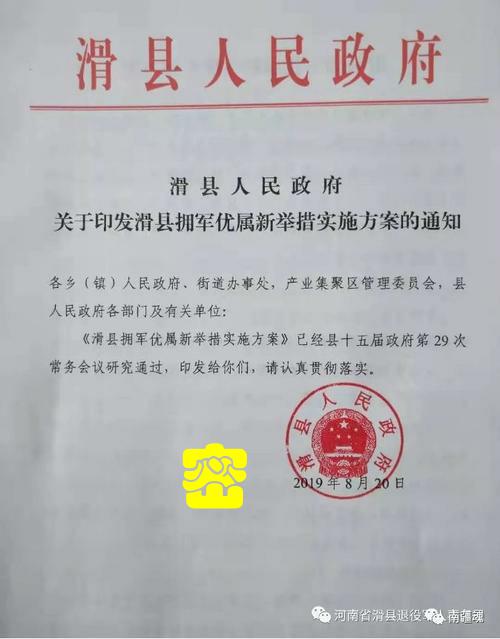 滑县人民政府
滑县人民政府
关于印发滑县拥军优属新举措实施方案的通知
各乡（镇）人民政府、街道办事处，产业集聚区管理委员会，县
人民政府各部门及有关单位：
《滑县拥军优属新举措实施方案》已经县十五届政府第29次
常务会议研究通过，印发给你们，请认真贯彻落实。
滑县人民政府
2019年8月20日
河南省滑县退役军人
南疆魂